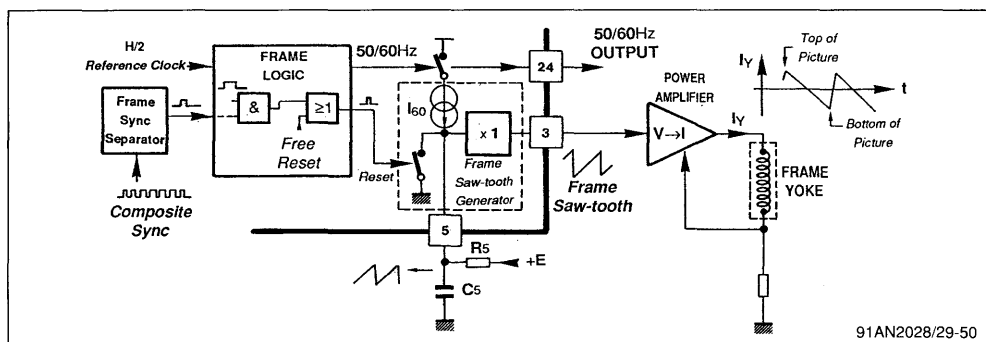 H/2
Reference Clock
Frame
Sync
Separator
Composite
Sync
FRAME
LOGIC
&
≥1
Free
Reset
Reset
50/60Hz
I60
x 1
Frame
Saw-tooth
Generator
24
3
5
50/60Hz
OUTPUT
Frame
Saw-tooth
R5
+E
C5
POWER
AMPLIFIER
V→I
IY
IY
Top of
Picture
t
Bottom of
Picture
FRAME
YOKE
91AN2028/29-50